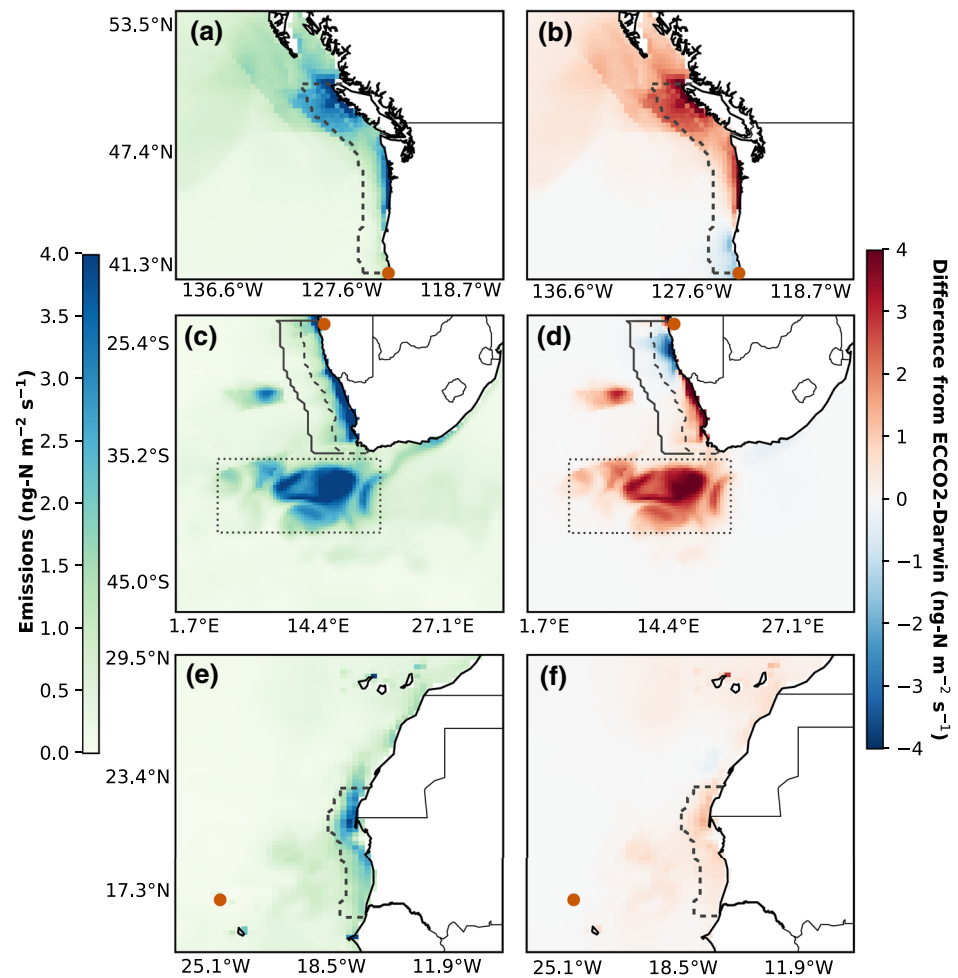 (a)
(b)
53.5°N
47.4°N
41.3°N
136.6°W 127.6°W 118.7°W
136.6°W 127.6°W 118.7°W
Emissions (ng-N m⁻² s⁻¹)
4.0
3.5
3.0
2.5
2.0
1.5
1.0
0.5
0.0
(c)
(d)
25.4°S
35.2°S
45.0°S
1.7°E 14.4°E 27.1°E
1.7°E 14.4°E 27.1°E
Difference from ECCO2-Darwin (ng-N m⁻² s⁻¹)
4
3
2
1
0
−1
−2
−3
−4
(e)
(f)
29.5°N
23.4°N
17.3°N
25.1°W 18.5°W 11.9°W
25.1°W 18.5°W 11.9°W